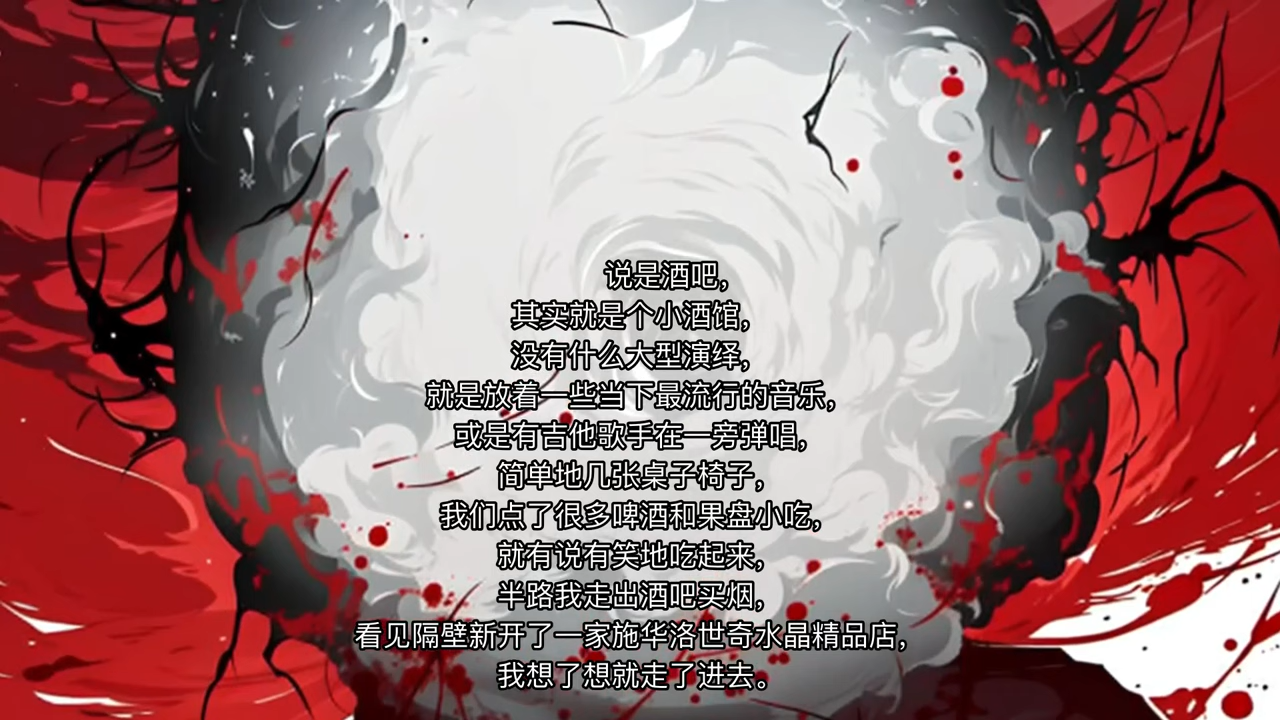 说是酒吧，
其实就是个小酒馆，
没有什么大型演绎，
就是放着一些当下最流行的音乐，
或是有吉他歌手在一旁弹唱，
简单地几张桌子椅子，
我们点了很多啤酒和果盘小吃，
就有说有笑地吃起来，
半路我走出酒吧买烟，
看见隔壁新开了一家施华洛世奇水晶精品店，
我想了想就走了进去。